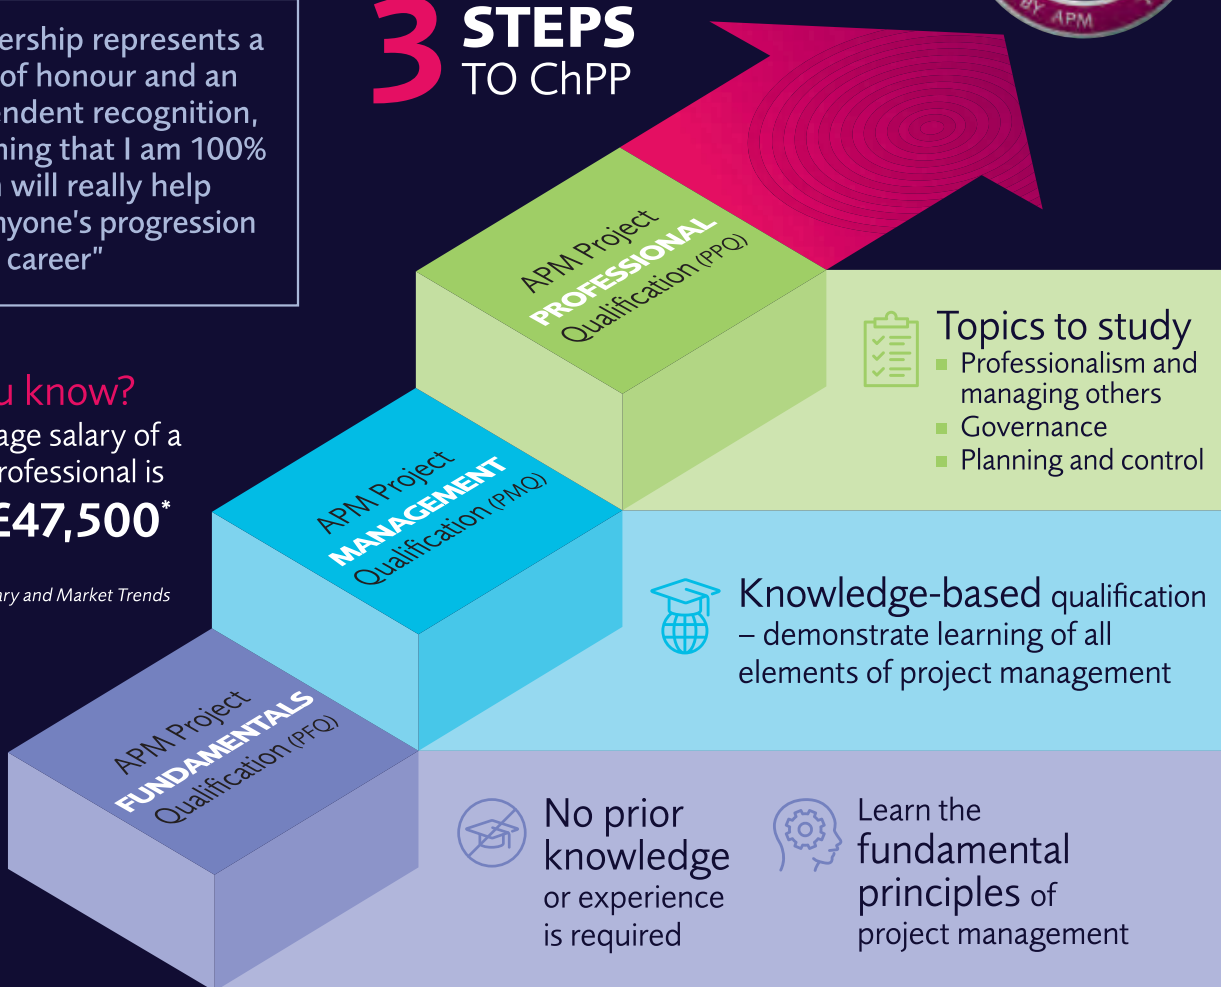 ership represents a
of honour and an
endent recognition,
ning that I am 100%
will really help
nyone's progression
career"
3 STEPS
TO ChPP
BY APM
APM Project
PROFESSIONAL
Qualification (PPQ)
Topics to study
Professionalism and
managing others
Governance
Planning and control
u know?
age salary of a
rofessional is
£47,500*
ary and Market Trends
APM Project
MANAGEMENT
Qualification (PMQ)
Knowledge-based qualification
– demonstrate learning of all
elements of project management
APM Project
FUNDAMENTALS
Qualification (PFQ)
No prior
knowledge
or experience
is required
Learn the
fundamental
principles of
project management